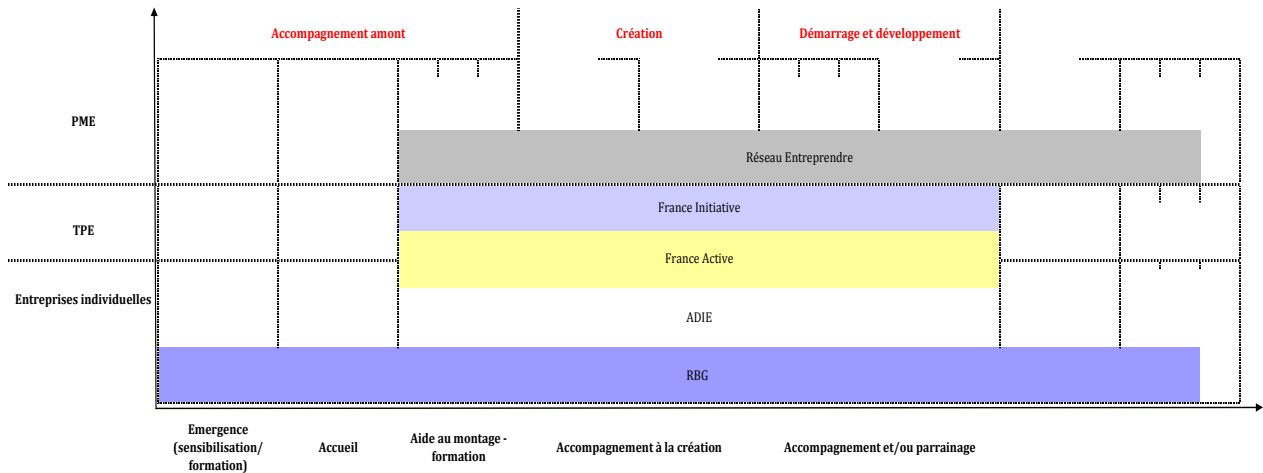 Accompagnement amont
Création
Démarrage et développement
PME
Réseau Entreprendre
France Initiative
TPE
France Active
Entreprises individuelles
ADIE
RBG
Emergence
(sensibilisation/
formation)
Accueil
Aide au montage -
formation
Accompagnement à la création
Accompagnement et/ou parrainage